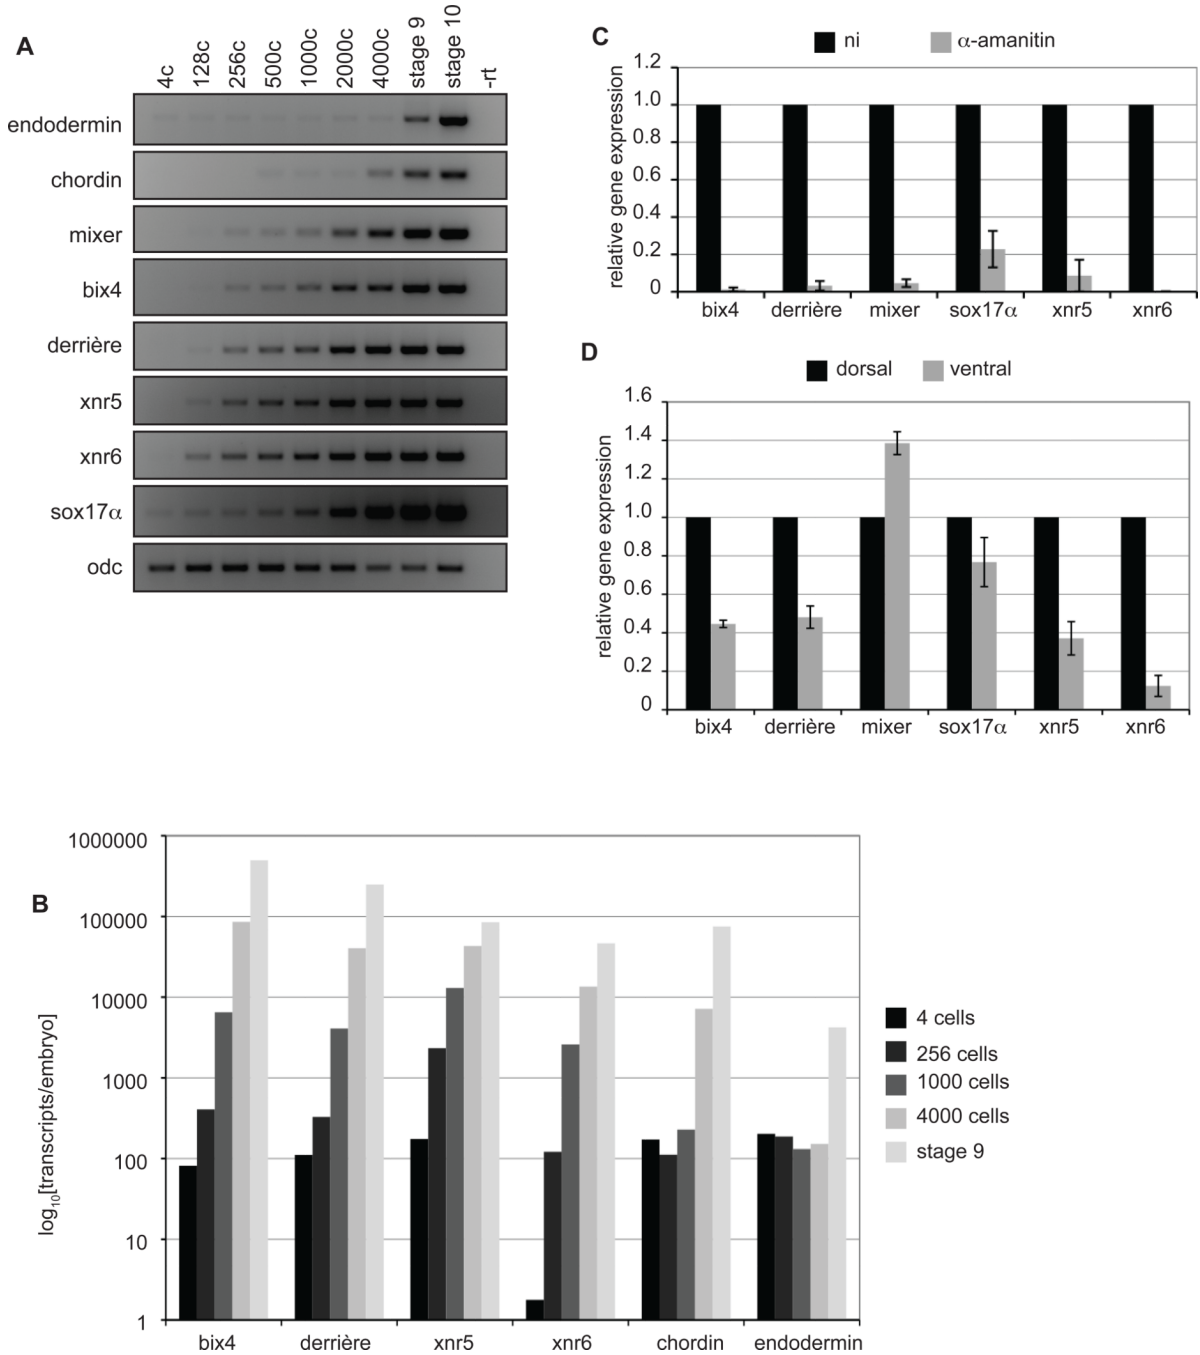 A
4c 128c 256c 500c 1000c 2000c 4000c stage 9 stage 10 -rt
endodermin
chordin
mixer
bix4
derrière
xnr5
xnr6
sox17α
odc
C
ni α-amanitin
relative gene expression
1.2
1.0
0.8
0.6
0.4
0.2
0
bix4 derrière mixer sox17α xnr5 xnr6
D
dorsal ventral
relative gene expression
1.6
1.4
1.2
1.0
0.8
0.6
0.4
0.2
0
bix4 derrière mixer sox17α xnr5 xnr6
B
log10[transcripts/embryo]
1000000
100000
10000
1000
100
10
1
bix4 derrière xnr5 xnr6 chordin endodermin
4 cells
256 cells
1000 cells
4000 cells
stage 9